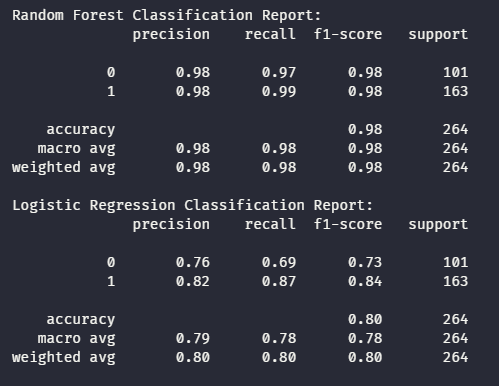 Random Forest Classification Report:
precision recall f1-score support
0 0.98 0.97 0.98 101
1 0.98 0.99 0.98 163
accuracy 0.98 264
macro avg 0.98 0.98 0.98 264
weighted avg 0.98 0.98 0.98 264
Logistic Regression Classification Report:
precision recall f1-score support
0 0.76 0.69 0.73 101
1 0.82 0.87 0.84 163
accuracy 0.80 264
macro avg 0.79 0.78 0.78 264
weighted avg 0.80 0.80 0.80 264